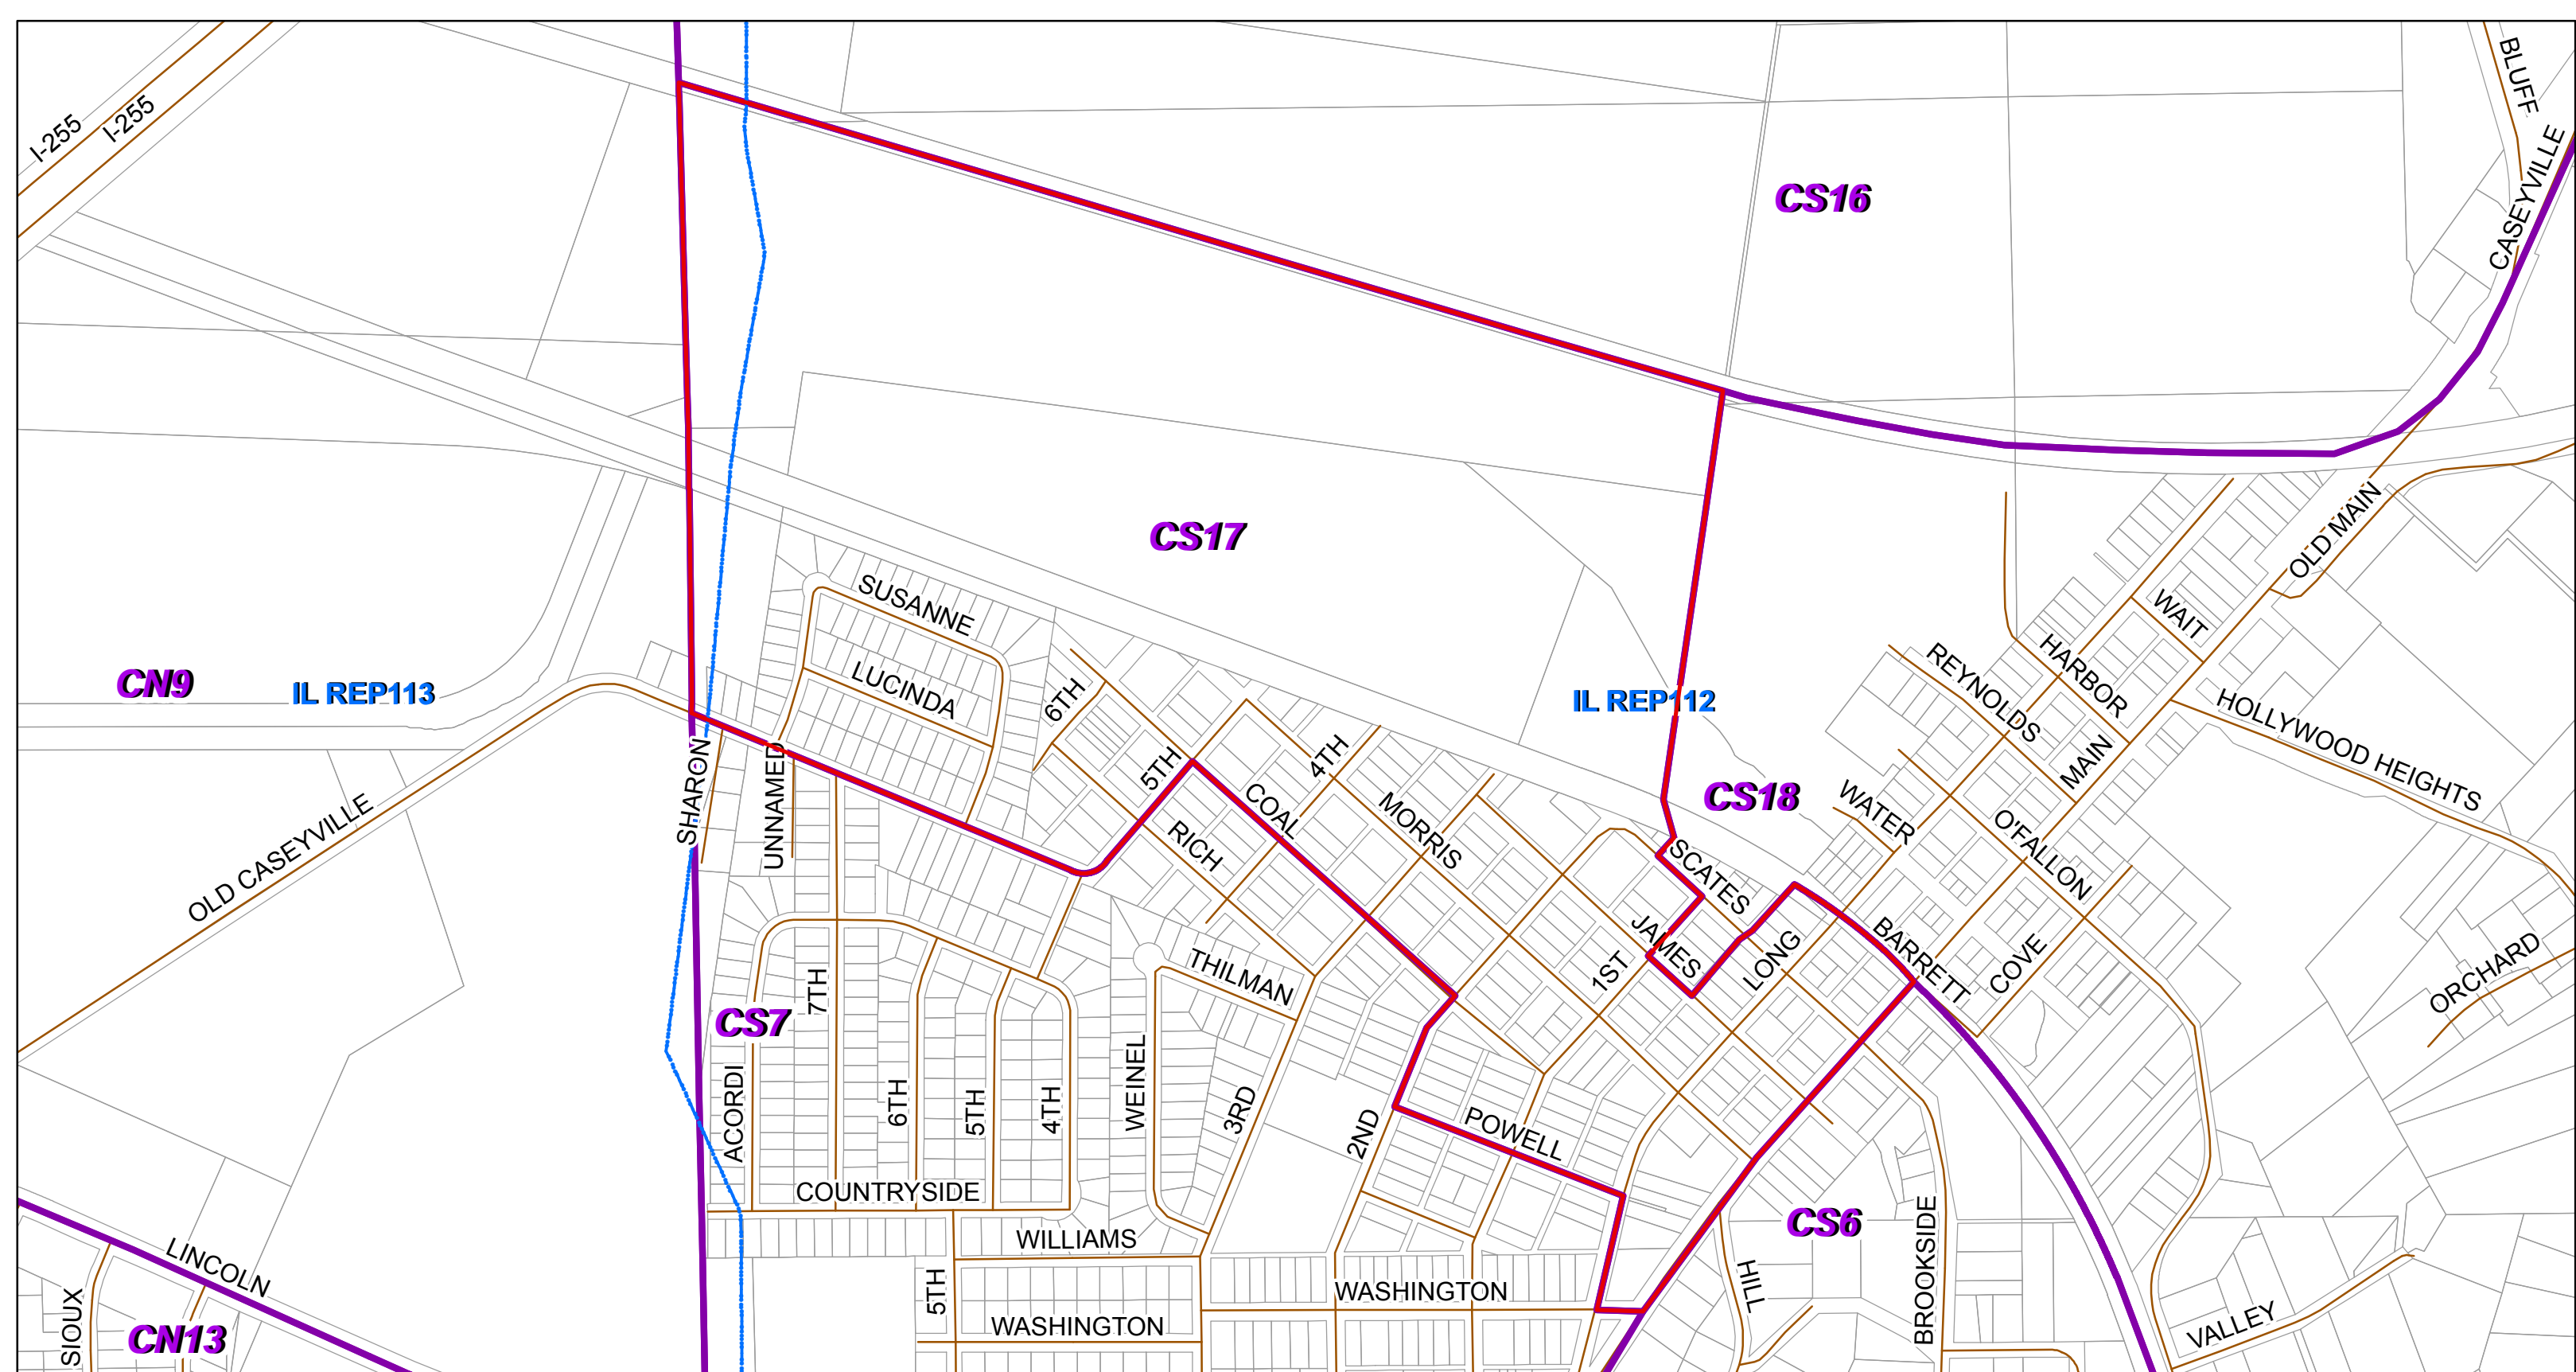 BLUFF
I-255
I-255
CASEYVILLE
CS16
CS17
OLD MAIN
SUSANNE
WAIT
LUCINDA
HARBOR
REYNOLDS
CN9
IL REP113
6TH
IL REP112
HOLLYWOOD HEIGHTS
SHARON
UNNAMED
5TH
4TH
COAL
MORRIS
MAIN
CS18
WATER
O'FALLON
OLD CASEYVILLE
RICH
SCATES
JAMES
LONG
BARRETT
COVE
1ST
THILMAN
ORCHARD
7TH
CS7
ACORDI
6TH
5TH
4TH
WEINEL
3RD
2ND
POWELL
COUNTRYSIDE
CS6
WILLIAMS
LINCOLN
HILL
BROOKSIDE
5TH
WASHINGTON
WASHINGTON
SIOUX
CN13
VALLEY